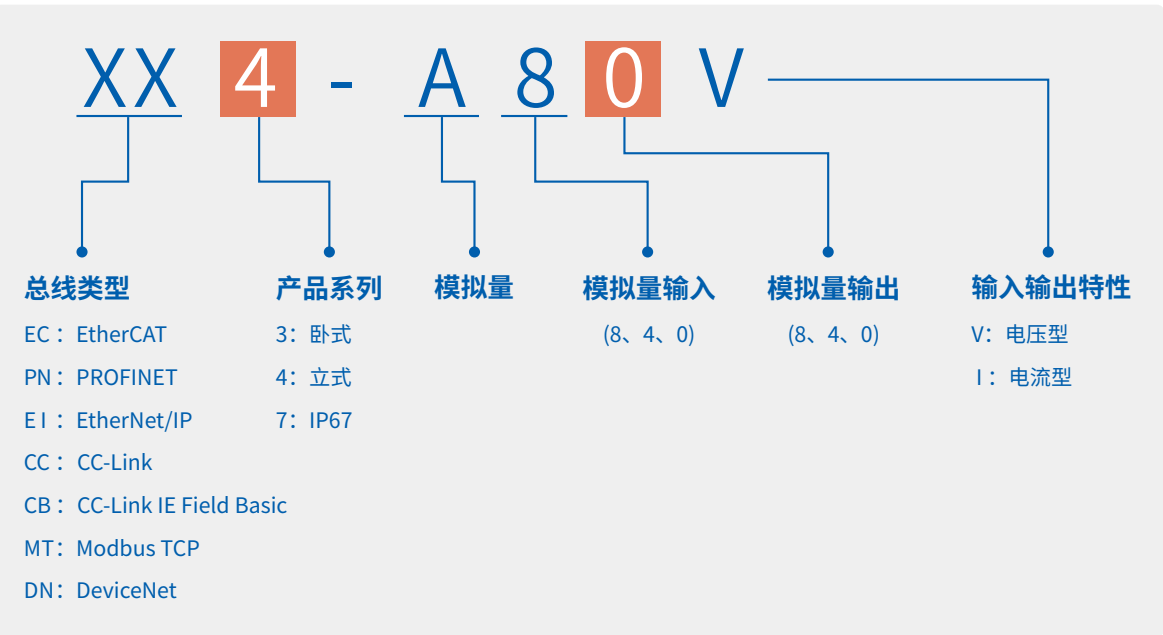 XX 4 - A 8 0 V
总线类型
EC： EtherCAT
PN： PROFINET
EI： EtherNet/IP
CC： CC-Link
CB： CC-Link IE Field Basic
MT： Modbus TCP
DN： DeviceNet
产品系列
3： 卧式
4： 立式
7： IP67
模拟量
模拟量输入
(8、4、0)
模拟量输出
(8、4、0)
输入输出特性
V： 电压型
I： 电流型